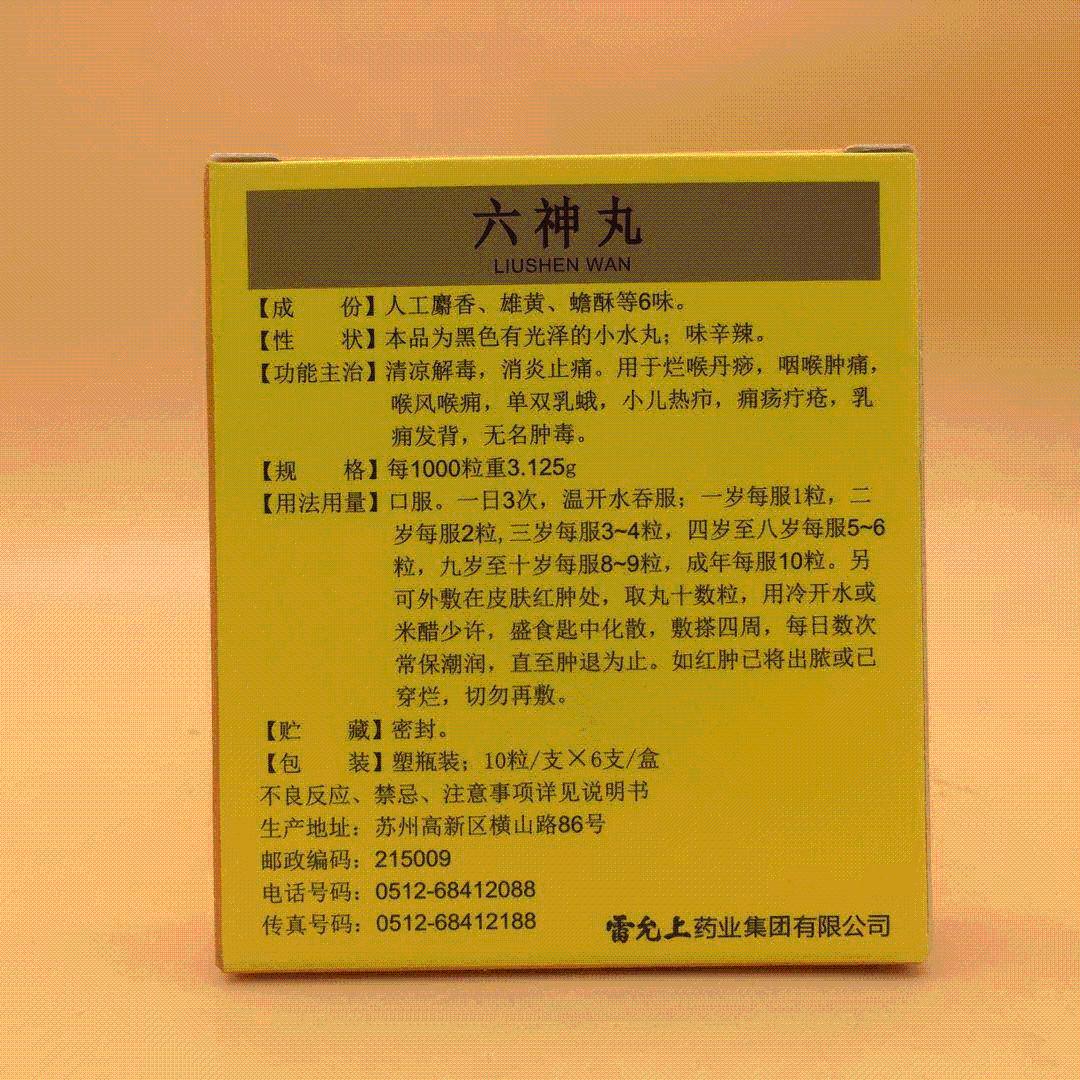 六神丸
LIUSHEN WAN
【成　　份】人工麝香、雄黄、蟾酥等6味。
【性　　状】本品为黑色有光泽的小水丸；味辛辣。
【功能主治】清凉解毒，消炎止痛。用于烂喉丹痧，咽喉肿痛，
喉风喉痈，单双乳蛾，小儿热疖，痈疡疔疮，乳
痈发背，无名肿毒。
【规　　格】每1000粒重3.125g
【用法用量】口服。一日3次，温开水吞服；一岁每服1粒，二
岁每服2粒,三岁每服3~4粒，四岁至八岁每服5~6
粒，九岁至十岁每服8~9粒，成年每服10粒。另
可外敷在皮肤红肿处，取丸十数粒，用冷开水或
米醋少许，盛食匙中化散，敷搽四周，每日数次
常保潮润，直至肿退为止。如红肿已将出脓或已
穿烂，切勿再敷。
【贮　　藏】密封。
【包　　装】塑瓶装；10粒/支×6支/盒
不良反应、禁忌、注意事项详见说明书
生产地址：苏州高新区横山路86号
邮政编码：215009
电话号码：0512-68412088
传真号码：0512-68412188
雷允上药业集团有限公司